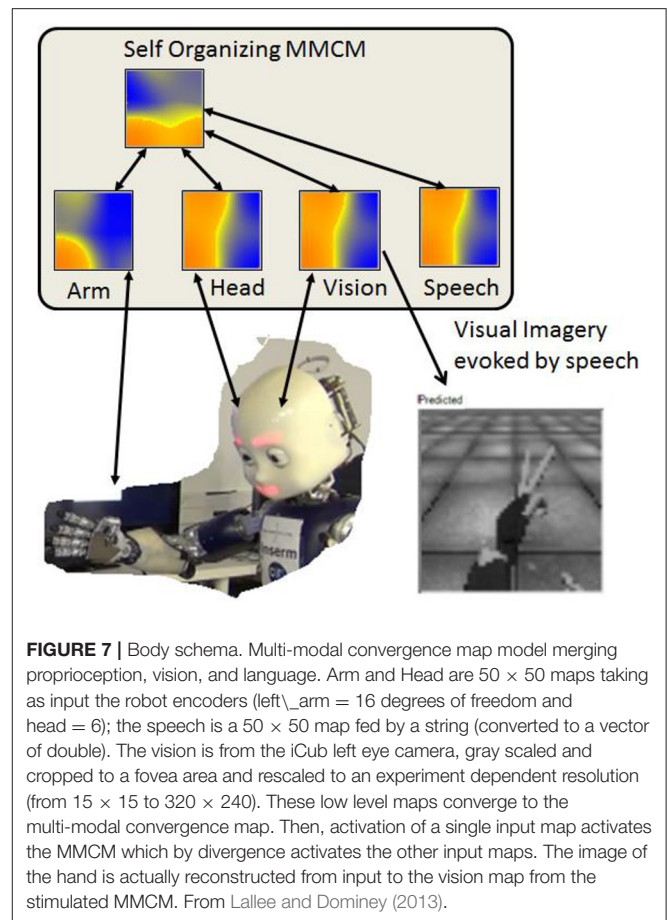 Self Organizing MMCM
Arm
Head
Vision
Speech
Visual Imagery
evoked by speech
Predicted
Inserm
FIGURE 7 | Body schema. Multi-modal convergence map model merging
proprioception, vision, and language. Arm and Head are 50 × 50 maps taking
as input the robot encoders (left\_arm = 16 degrees of freedom and
head = 6); the speech is a 50 × 50 map fed by a string (converted to a vector
of double). The vision is from the iCub left eye camera, gray scaled and
cropped to a fovea area and rescaled to an experiment dependent resolution
(from 15 × 15 to 320 × 240). These low level maps converge to the
multi-modal convergence map. Then, activation of a single input map activates
the MMCM which by divergence activates the other input maps. The image of
the hand is actually reconstructed from input to the vision map from the
stimulated MMCM. From Lallee and Dominey (2013).